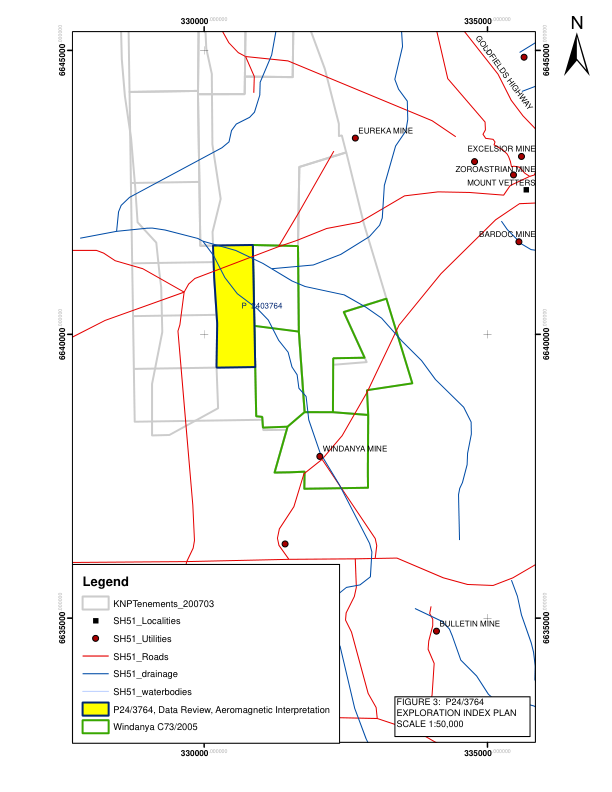 330000
335000
N
6645000
6645000
GOLDFIELDS HIGHWAY
EUREKA MINE
EXCELSIOR MINE
ZOROASTRIAN MINE
MOUNT VETTERS
BARDOC MINE
P 2403764
6640000
6640000
WINDANYA MINE
6635000
6635000
BULLETIN MINE
Legend
KNPTenements_200703
SH51_Localities
SH51_Utilities
SH51_Roads
SH51_drainage
SH51_waterbodies
P24/3764, Data Review, Aeromagnetic Interpretation
Windanya C73/2005
FIGURE 3: P24/3764
EXPLORATION INDEX PLAN
SCALE 1:50,000
330000
335000